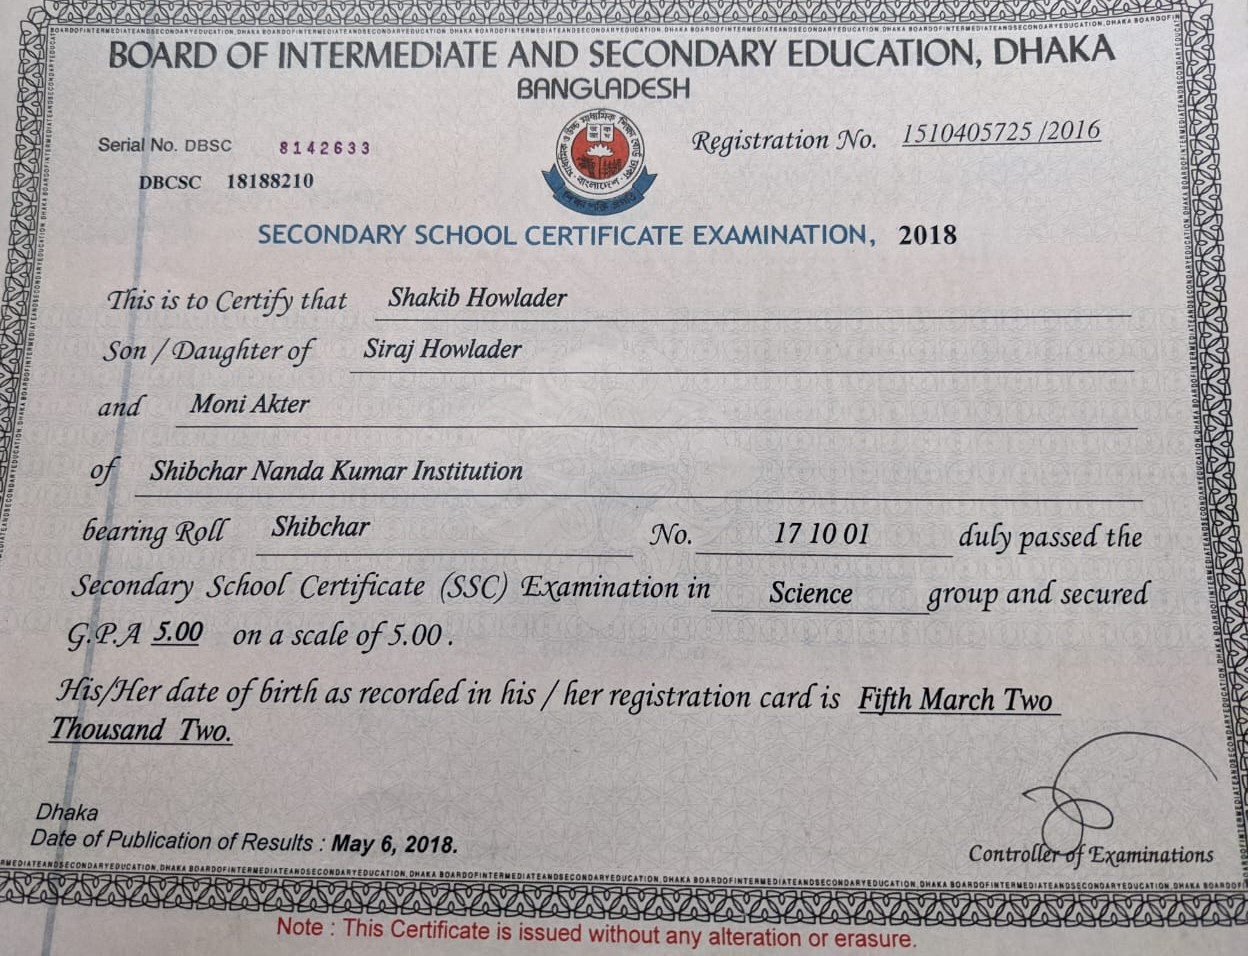 BOARD OF INTERMEDIATE AND SECONDARY EDUCATION, DHAKA
BANGLADESH
Serial No. DBSC 8142633
Registration No. 1510405725 /2016
DBCSC 18188210
SECONDARY SCHOOL CERTIFICATE EXAMINATION, 2018
This is to Certify that Shakib Howlader
Son / Daughter of Siraj Howlader
and Moni Akter
of Shibchar Nanda Kumar Institution
bearing Roll Shibchar No. 17 10 01 duly passed the
Secondary School Certificate (SSC) Examination in Science group and secured
G.P.A 5.00 on a scale of 5.00 .
His/Her date of birth as recorded in his / her registration card is Fifth March Two
Thousand Two.
Dhaka
Date of Publication of Results : May 6, 2018.
Controller of Examinations
Note : This Certificate is issued without any alteration or erasure.